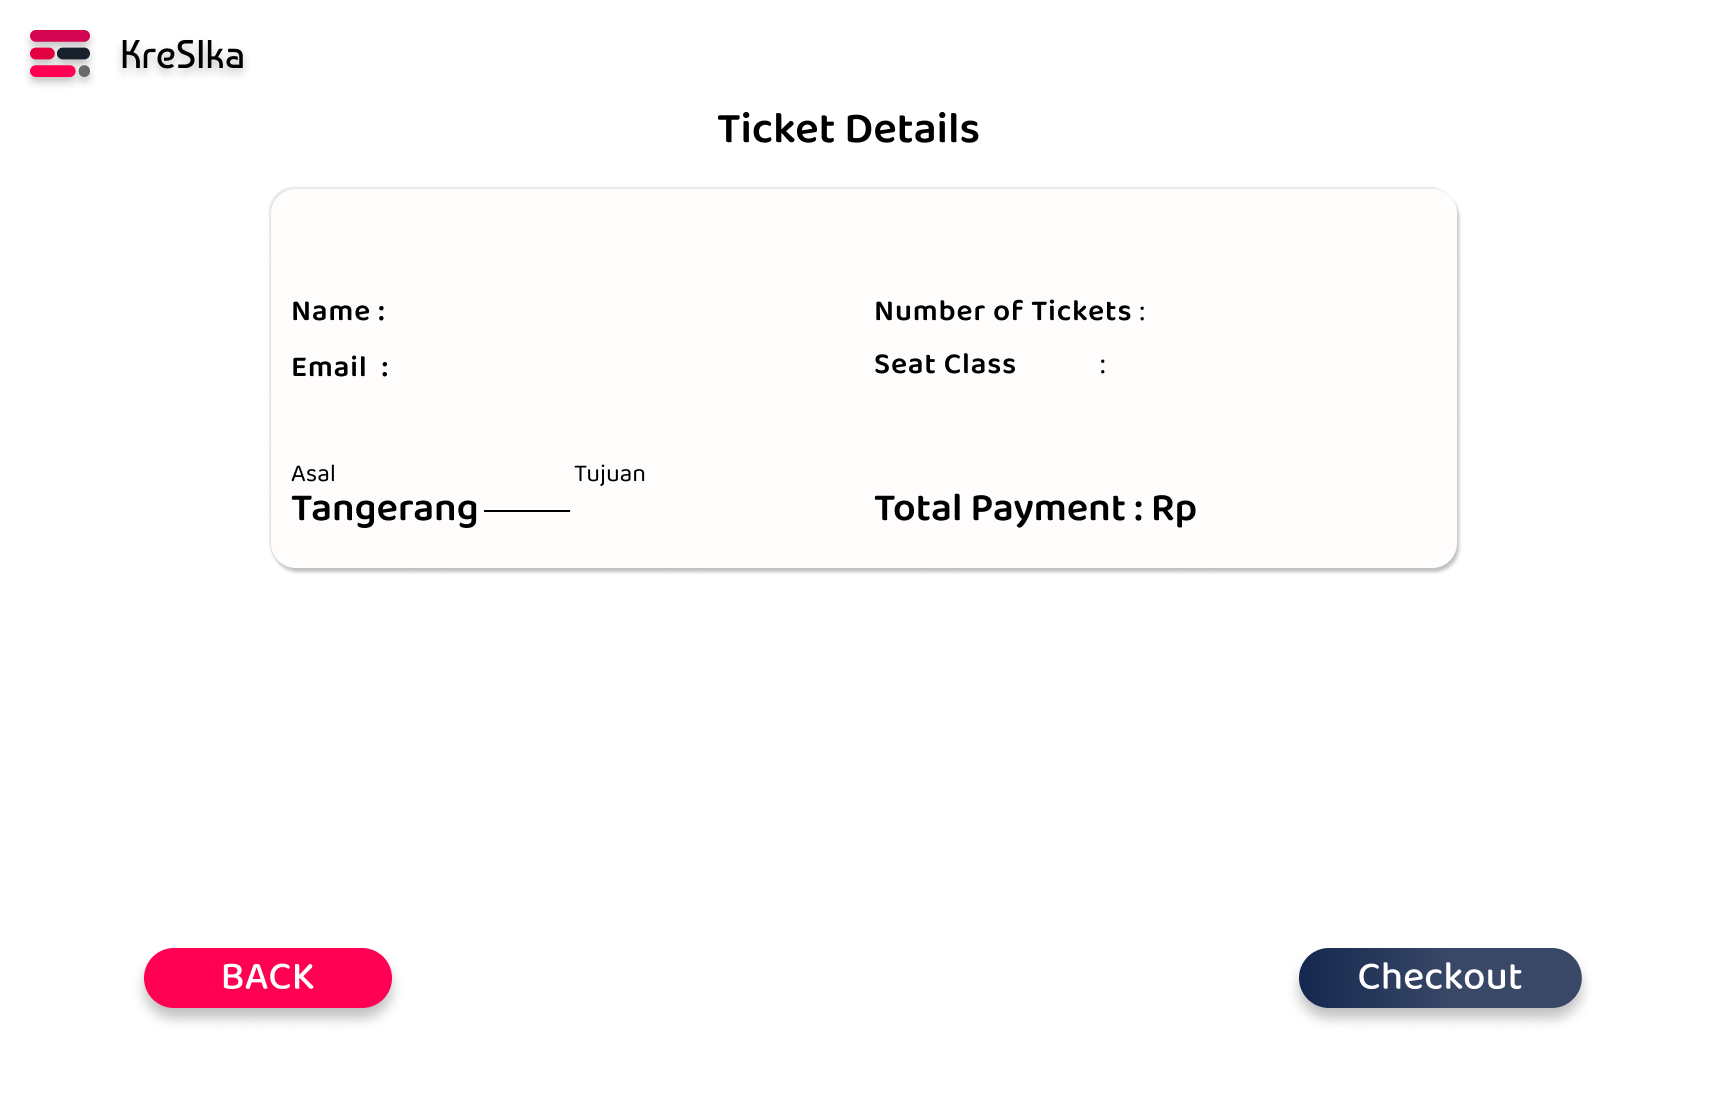 KreSIka
Ticket Details
Name :
Number of Tickets :
Email :
Seat Class :
Asal
Tujuan
Tangerang
Total Payment : Rp
BACK
Checkout